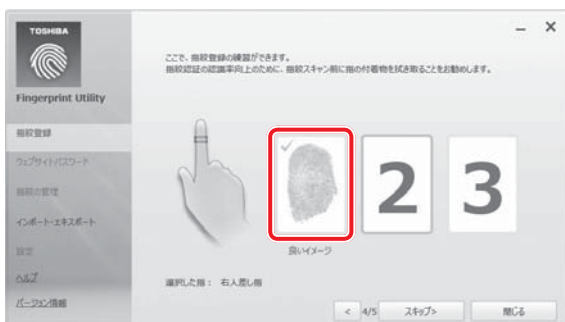 TOSHIBA
Fingerprint Utility
指紋登録
ウェブサイトパスワード
指紋の管理
インポート・エキスポート
設定
ヘルプ
バージョン情報
ここで、指紋登録の練習ができます。
指紋認証の認識率向上のために、指紋スキャン前に指の付着物を拭き取ることをお勧めします。
2
3
良いイメージ
選択した指： 右人差し指
< 4/5 スキップ> 閉じる